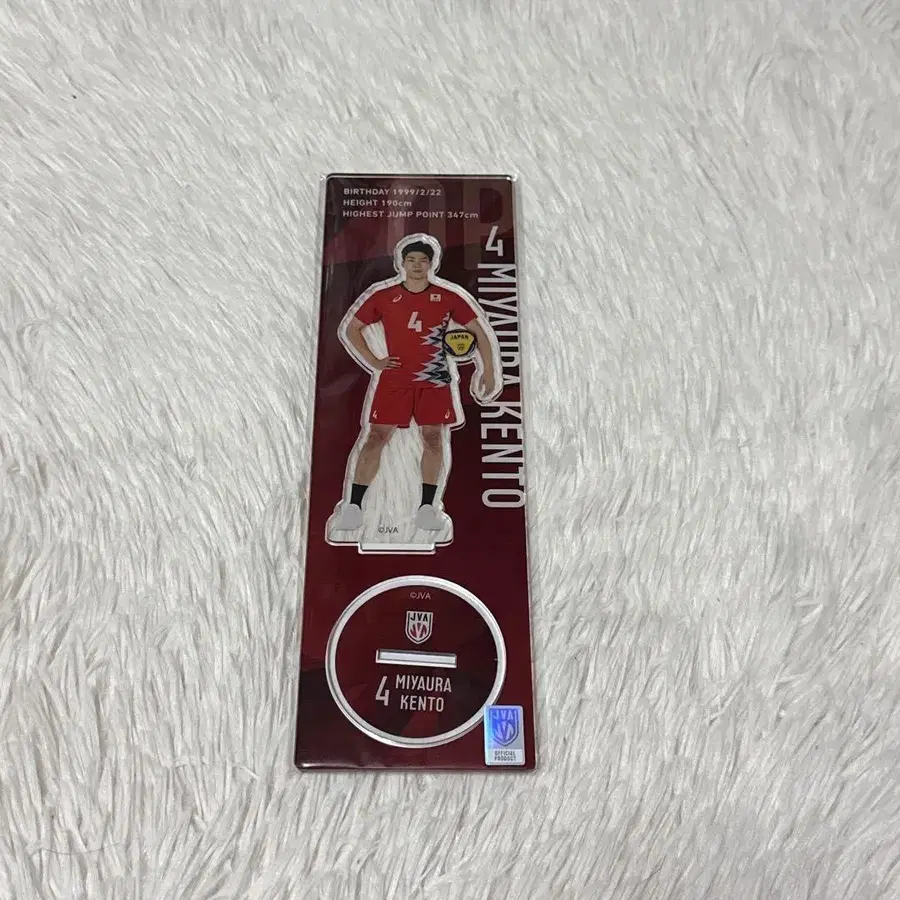 BIRTHDAY 1999/2/22
HEIGHT 190cm
HIGHEST JUMP POINT 347cm
4 MIYAURA KENTO
4
JAPAN
4
©JVA
©JVA
JVA
4 MIYAURA
KENTO
JVA
OFFICIAL
PRODUCT